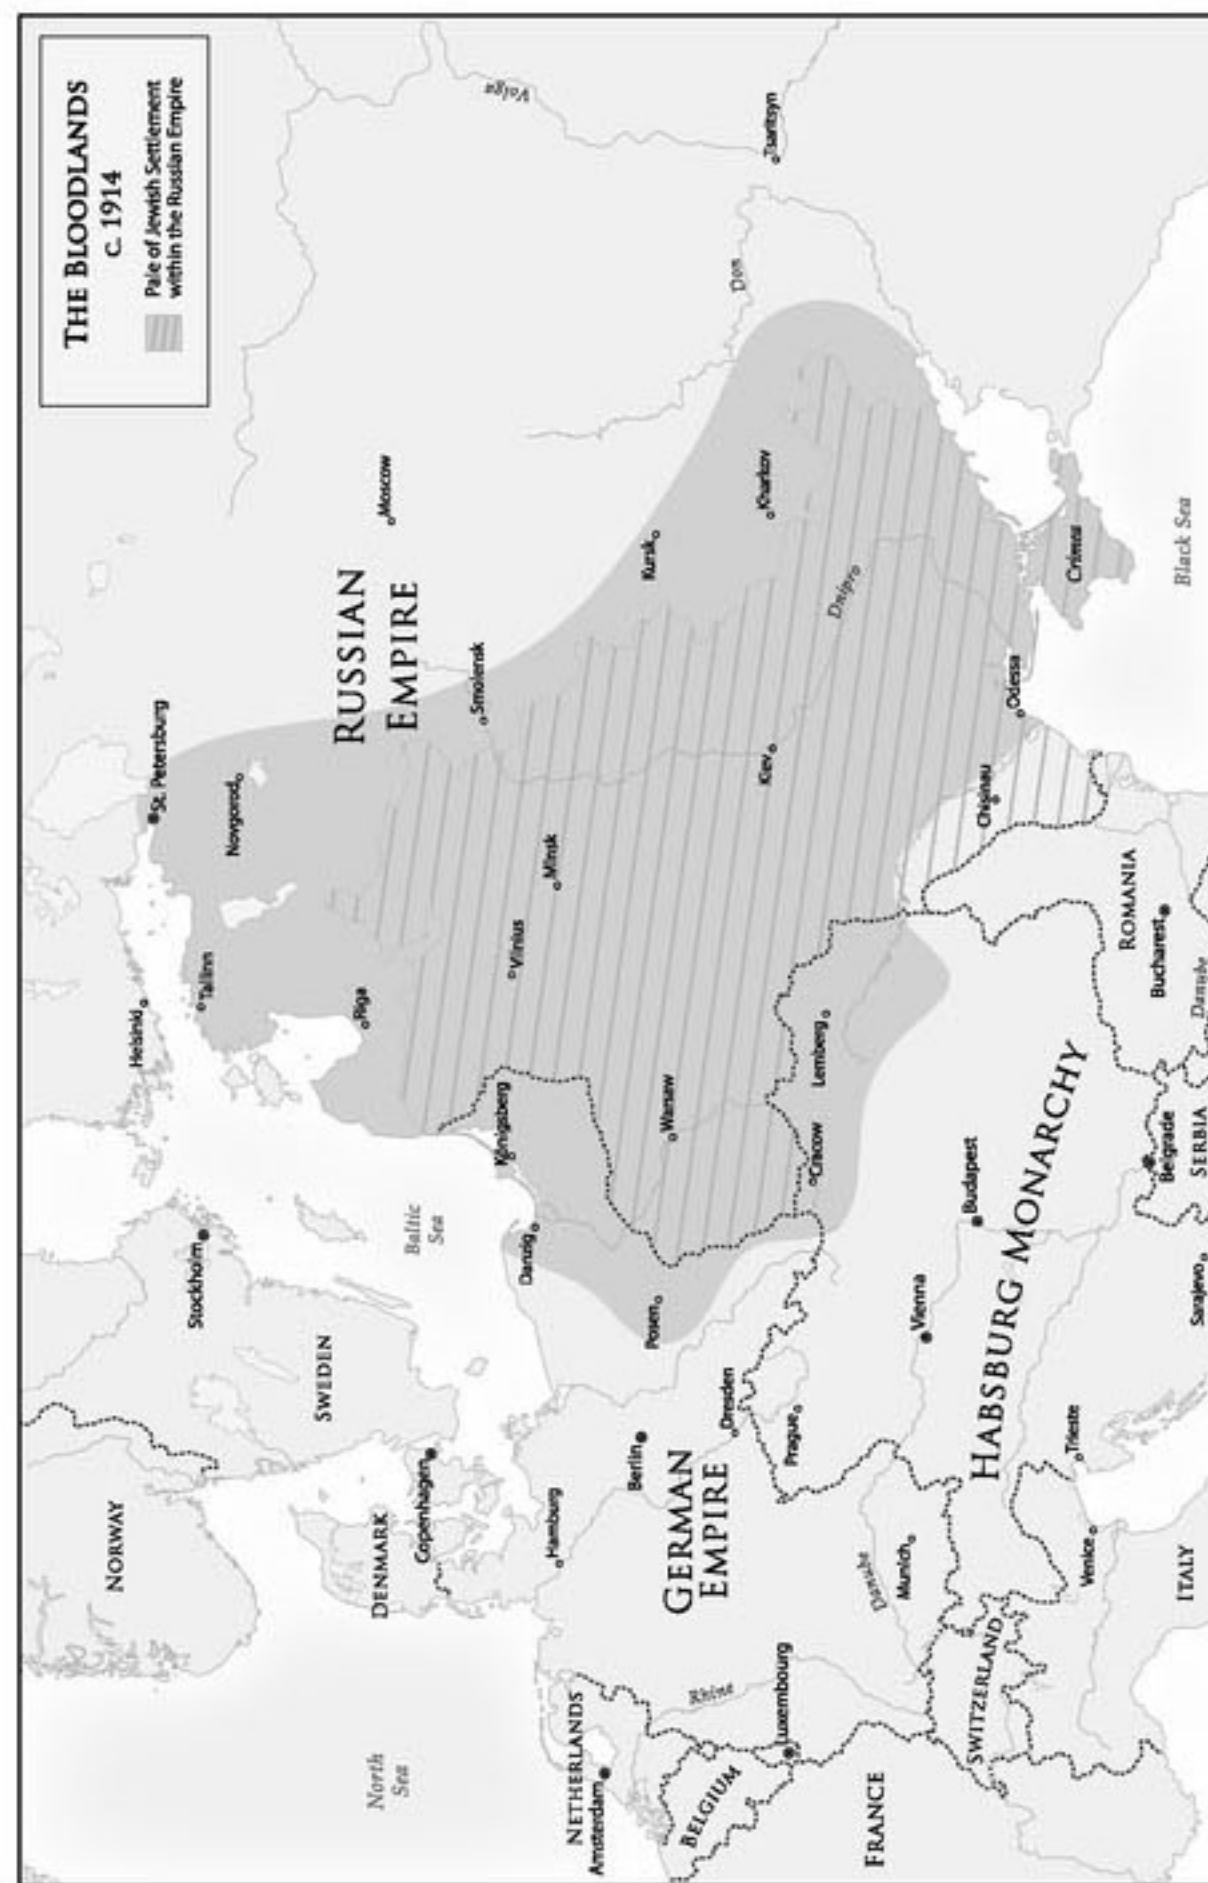 THE BLOODLANDS
C. 1914
Pale of Jewish Settlement
within the Russian Empire
NORWAY
SWEDEN
Stockholm
Helsinki
Tallinn
St. Petersburg
Novgorod
Volga
North
Sea
DENMARK
Copenhagen
Baltic
Sea
Riga
RUSSIAN
EMPIRE
Moscow
Smolensk
NETHERLANDS
Amsterdam
Hamburg
Danzig
Königsberg
Vilnius
Minsk
BELGIUM
Rhine
GERMAN
EMPIRE
Berlin
Posen
Warsaw
Kursk
Don
Luxembourg
Dresden
Prague
Cracow
Lemberg
Kiev
Dnipro
Kharkov
Tsaritsyn
FRANCE
Danube
Munich
Vienna
Budapest
SWITZERLAND
HABSBURG MONARCHY
Chișinau
Odessa
Crimea
Venice
Trieste
ITALY
Sarajevo
Belgrade
SERBIA
ROMANIA
Bucharest
Danube
Black Sea